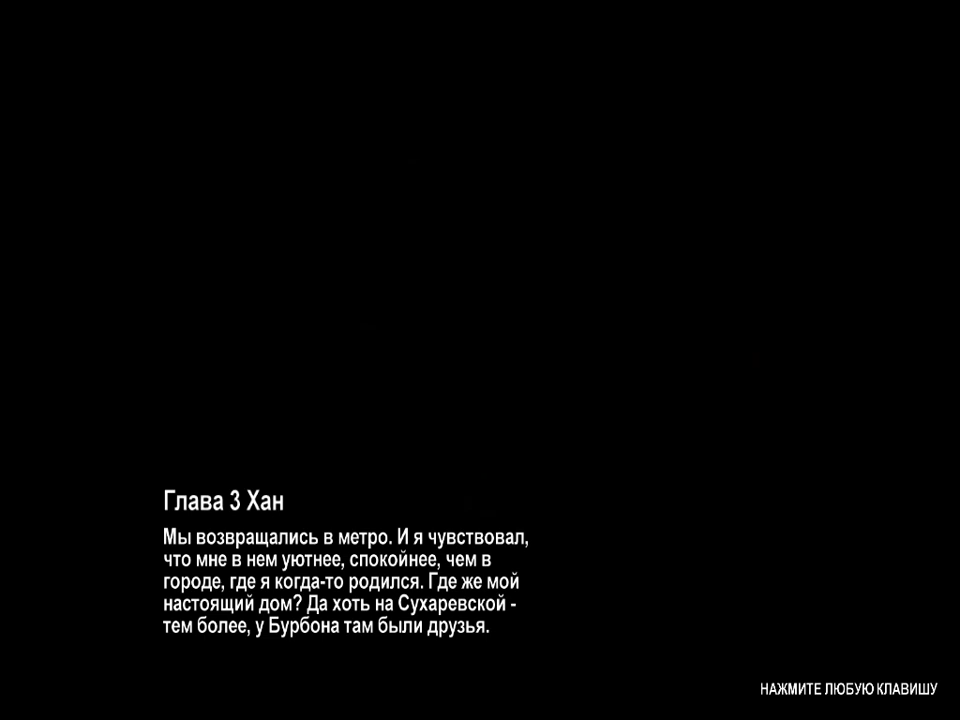 Глава 3 Хан
Мы возвращались в метро. И я чувствовал,
что мне в нем уютнее, спокойнее, чем в
городе, где я когда-то родился. Где же мой
настоящий дом? Да хоть на Сухаревской -
тем более, у Бурбона там были друзья.
НАЖМИТЕ ЛЮБУЮ КЛАВИШУ